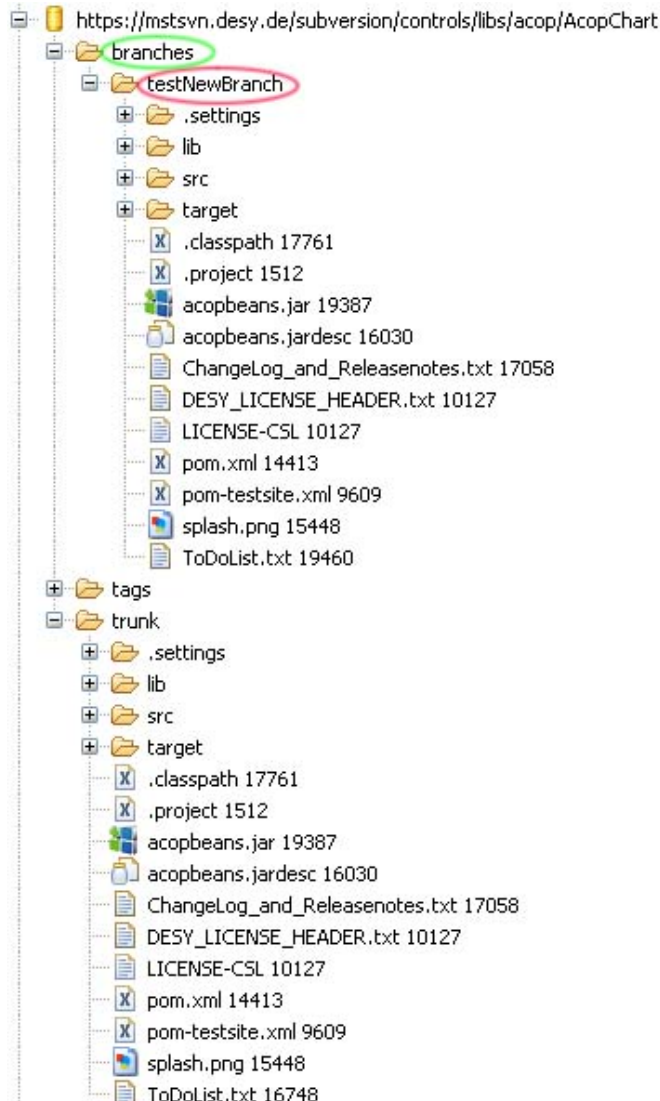 https://mstsvn.desy.de/subversion/controls/libs/acop/AcopChart
branches
testNewBranch
.settings
lib
src
target
.classpath 17761
.project 1512
acopbeans.jar 19387
acopbeans.jardesc 16030
ChangeLog_and_Releasenotes.txt 17058
DESY_LICENSE_HEADER.txt 10127
LICENSE-CSL 10127
pom.xml 14413
pom-testsite.xml 9609
splash.png 15448
ToDoList.txt 19460
tags
trunk
.settings
lib
src
target
.classpath 17761
.project 1512
acopbeans.jar 19387
acopbeans.jardesc 16030
ChangeLog_and_Releasenotes.txt 17058
DESY_LICENSE_HEADER.txt 10127
LICENSE-CSL 10127
pom.xml 14413
pom-testsite.xml 9609
splash.png 15448
ToDoList.txt 16748